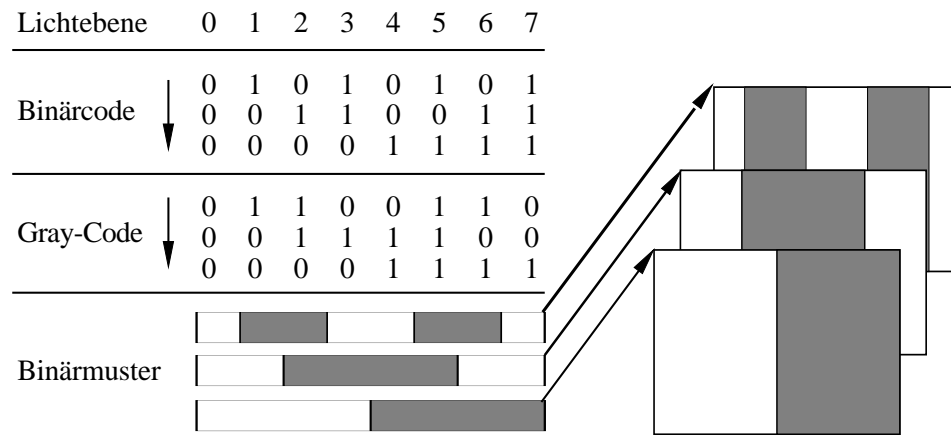 Lichtebene 0 1 2 3 4 5 6 7
0 1 0 1 0 1 0 1
Binärcode 0 0 1 1 0 0 1 1
0 0 0 0 1 1 1 1
0 1 1 0 0 1 1 0
Gray-Code 0 0 1 1 1 1 0 0
0 0 0 0 1 1 1 1
Binärmuster